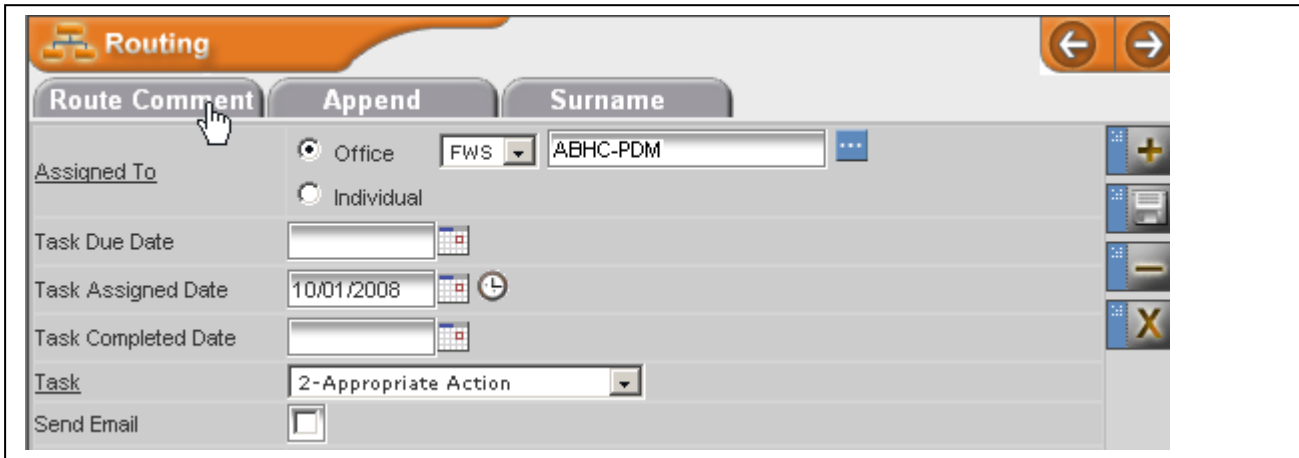 Routing
Route Comment Append Surname
Assigned To
Office FWS ABHC-PDM
Individual
Task Due Date
Task Assigned Date 10/01/2008
Task Completed Date
Task 2-Appropriate Action
Send Email
X